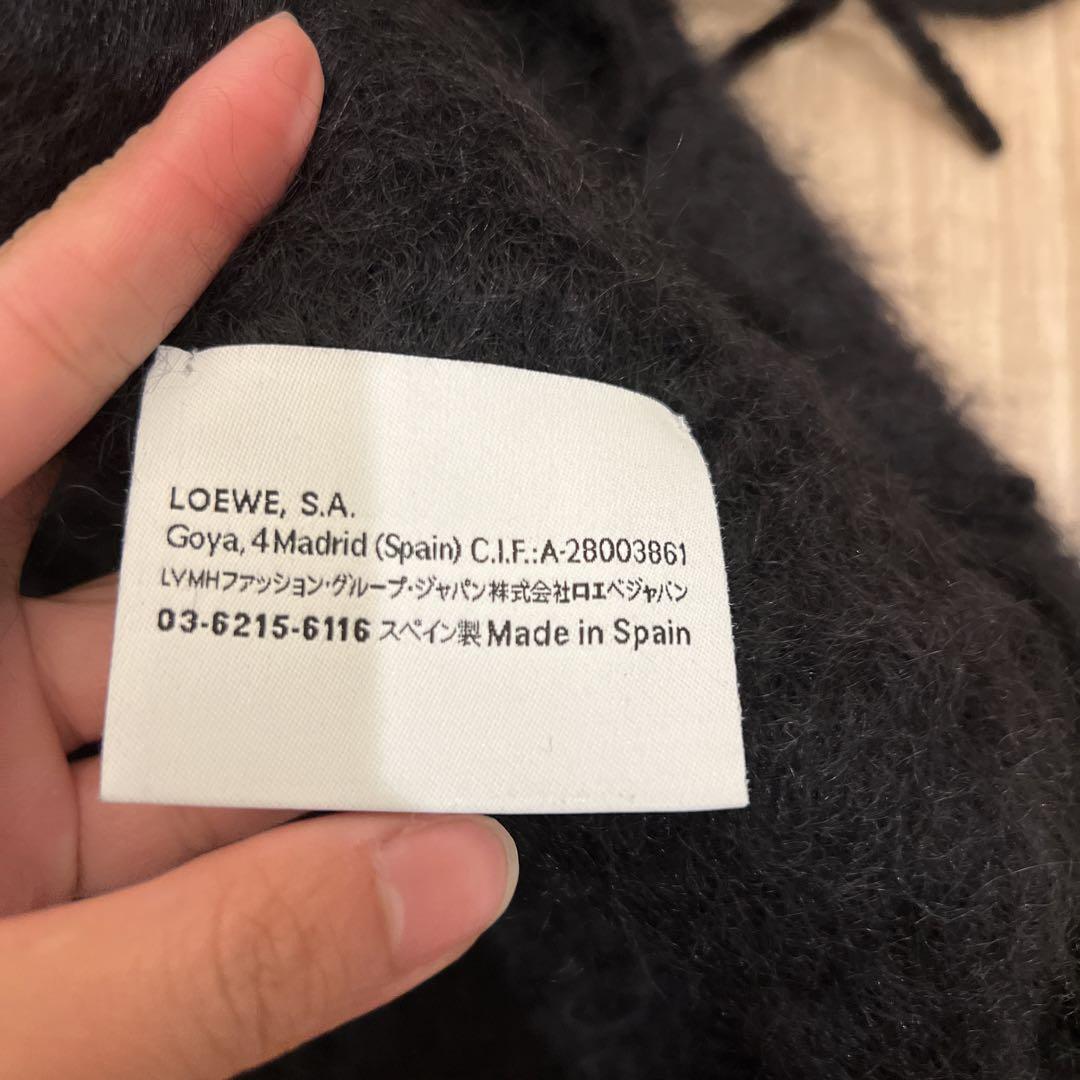 LOEWE, S.A.
Goya, 4 Madrid (Spain) C.I.F.:A-28003861
LVMHファッション・グループ・ジャパン株式会社ロエベジャパン
03-6215-6116 スペイン製 Made in Spain